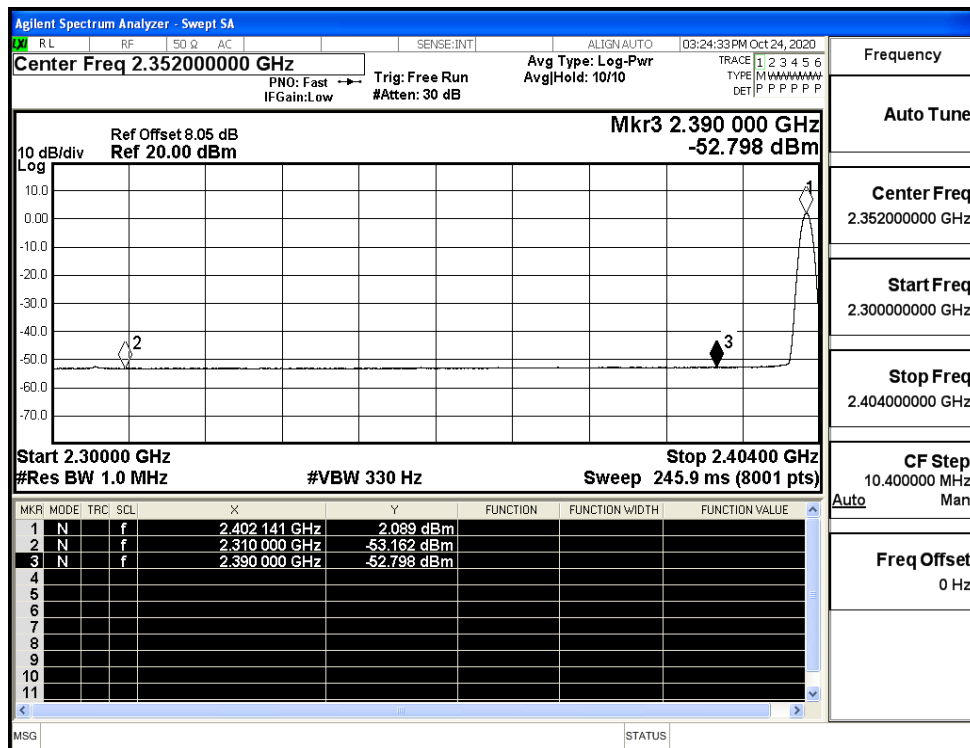 Agilent Spectrum Analyzer - Swept SA
LXI RL RF 50 Ω AC SENSE:INT ALIGN AUTO 03:24:33 PM Oct 24, 2020
Center Freq 2.352000000 GHz
PNO: Fast
IFGain:Low
Trig: Free Run
#Atten: 30 dB
Avg Type: Log-Pwr
Avg|Hold: 10/10
TRACE 1 2 3 4 5 6
TYPE M W W W W W
DET P P P P P P
Mkr3 2.390 000 GHz
-52.798 dBm
Ref Offset 8.05 dB
10 dB/div Ref 20.00 dBm
Log
10.0
0.00
-10.0
-20.0
-30.0
-40.0
-50.0
-60.0
-70.0
1
2
3
Start 2.30000 GHz Stop 2.40400 GHz
#Res BW 1.0 MHz #VBW 330 Hz Sweep 245.9 ms (8001 pts)
MKR MODE TRC SCL X Y FUNCTION FUNCTION WIDTH FUNCTION VALUE
1 N f 2.402 141 GHz 2.089 dBm
2 N f 2.310 000 GHz -53.162 dBm
3 N f 2.390 000 GHz -52.798 dBm
4
5
6
7
8
9
10
11
MSG STATUS
Frequency
Auto Tune
Center Freq
2.352000000 GHz
Start Freq
2.300000000 GHz
Stop Freq
2.404000000 GHz
CF Step
10.400000 MHz
Auto Man
Freq Offset
0 Hz